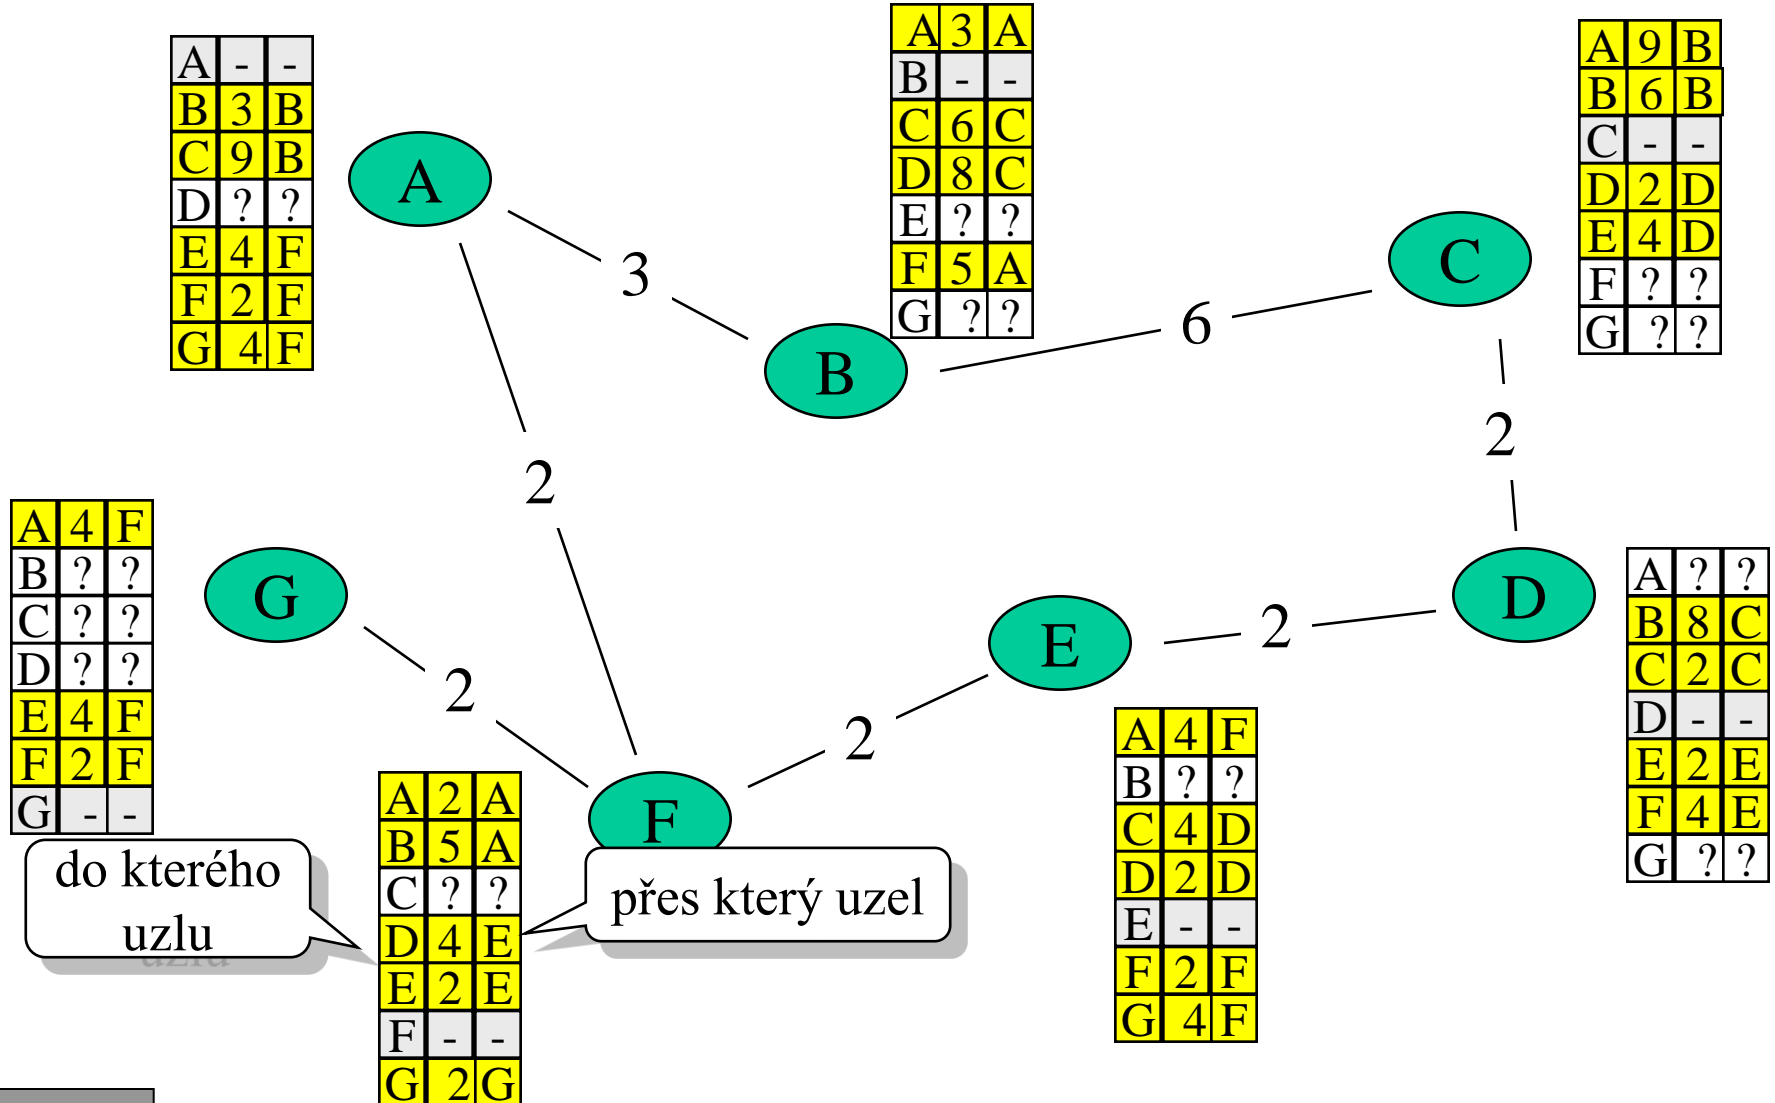 A - -
B 3 B
C 9 B
D ? ?
E 4 F
F 2 F
G 4 F
A 3 A
B - -
C 6 C
D 8 C
E ? ?
F 5 A
G ? ?
A 9 B
B 6 B
C - -
D 2 D
E 4 D
F ? ?
G ? ?
A
3
B
6
C
2
2
A 4 F
B ? ?
C ? ?
D ? ?
E 4 F
F 2 F
G - -
G
2
F
2
E
2
D
A ? ?
B 8 C
C 2 C
D - -
E 2 E
F 4 E
G ? ?
A 2 A
B 5 A
C ? ?
D 4 E
E 2 E
F - -
G 2 G
A 4 F
B ? ?
C 4 D
D 2 D
E - -
F 2 F
G 4 F
do kterého
uzlu
přes který uzel